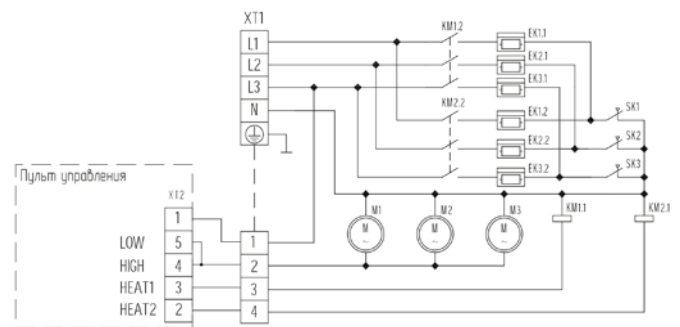 XT1
L1
L2
L3
N
KM1.2
EK1.1
EK2.1
EK3.1
KM2.2
EK1.2
EK2.2
EK3.2
SK1
SK2
SK3
Пульт управления
XT2
1
LOW 5
HIGH 4
HEAT1 3
HEAT2 2
1
2
3
4
M1
M
~
M2
M
~
M3
M
~
KM1.1
KM2.1